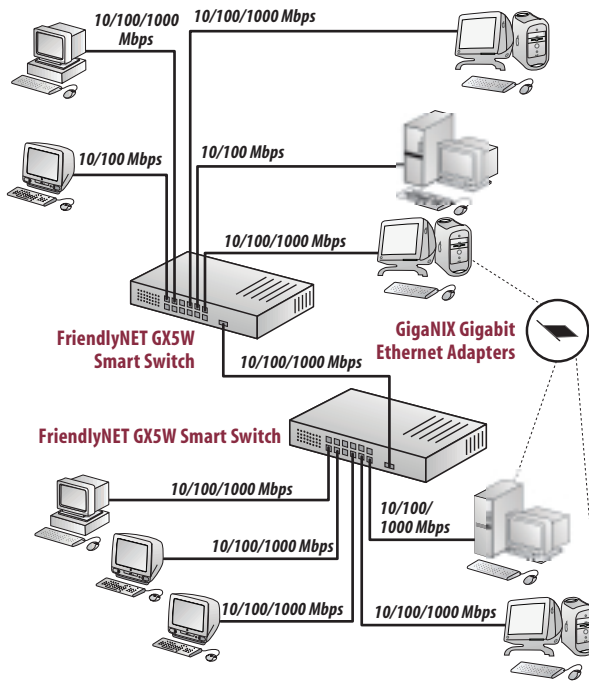 10/100/1000
Mbps
10/100/1000 Mbps
10/100 Mbps
10/100 Mbps
10/100/1000 Mbps
FriendlyNET GX5W
Smart Switch
GigaNIX Gigabit
Ethernet Adapters
10/100/1000 Mbps
FriendlyNET GX5W Smart Switch
10/100/1000 Mbps
10/100/
1000 Mbps
10/100/1000 Mbps
10/100/1000 Mbps
10/100/1000 Mbps